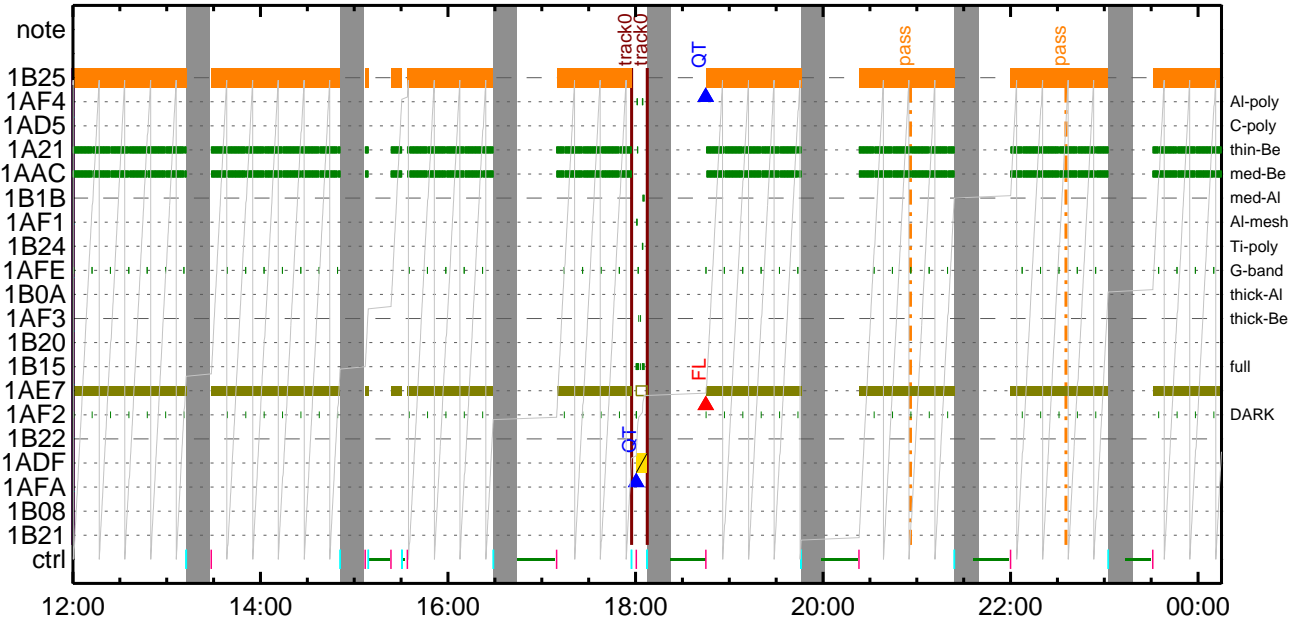 note
track0
track0
QT
pass
pass
1B25
1AF4 Al-poly
1AD5 C-poly
1A21 thin-Be
1AAC med-Be
1B1B med-Al
1AF1 Al-mesh
1B24 Ti-poly
1AFE G-band
1B0A thick-Al
1AF3 thick-Be
1B20
1B15 full
FL
1AE7
1AF2 DARK
1B22
QT
1ADF
1AFA
1B08
1B21
ctrl
12:00 14:00 16:00 18:00 20:00 22:00 00:00